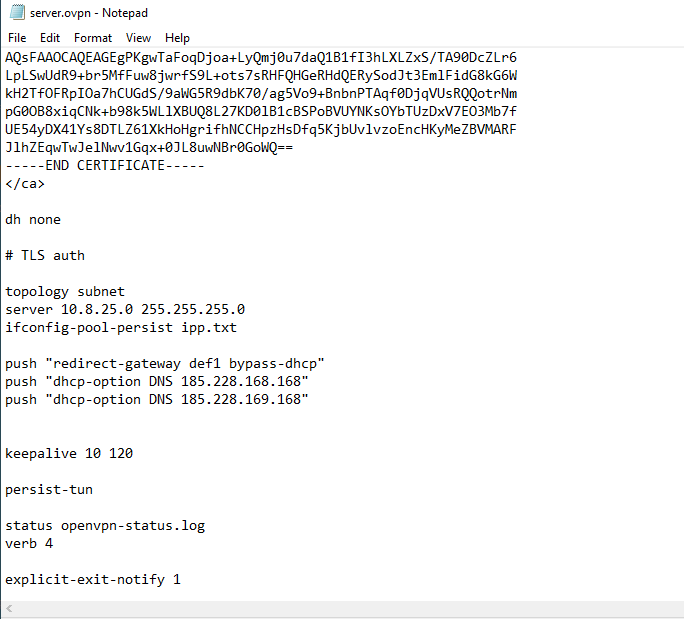 server.ovpn - Notepad
File Edit Format View Help
AQsFAAOCAQEAGEgPKgwTaFoqDjoa+LyQmj0u7daQ1B1fI3hLXLZxS/TA90DcZLr6
LpLSwUdR9+br5MfFuw8jwrfS9L+ots7sRHFQHGeRHdQERySodJt3EmlFidG8kG6W
kH2TfOFRpIOa7hCUGdS/9aWG5R9dbK70/ag5Vo9+BnbnPTAqf0DjqVUsRQQotrNm
pG0OB8xiqCNk+b98k5WLlXBUQ8L27KD0lB1cBSPoBVUYNKsOYbTUzDxV7EO3Mb7f
UE54yDX41Ys8DTLZ61XkHoHgrifhNCCHpzHsDfq5KjbUvlvzoEncHKyMeZBVMARF
JlhZEqwTwJelNwv1Gqx+0JL8uwNBr0GoWQ==
-----END CERTIFICATE-----
</ca>
dh none
# TLS auth
topology subnet
server 10.8.25.0 255.255.255.0
ifconfig-pool-persist ipp.txt
push "redirect-gateway def1 bypass-dhcp"
push "dhcp-option DNS 185.228.168.168"
push "dhcp-option DNS 185.228.169.168"
keepalive 10 120
persist-tun
status openvpn-status.log
verb 4
explicit-exit-notify 1